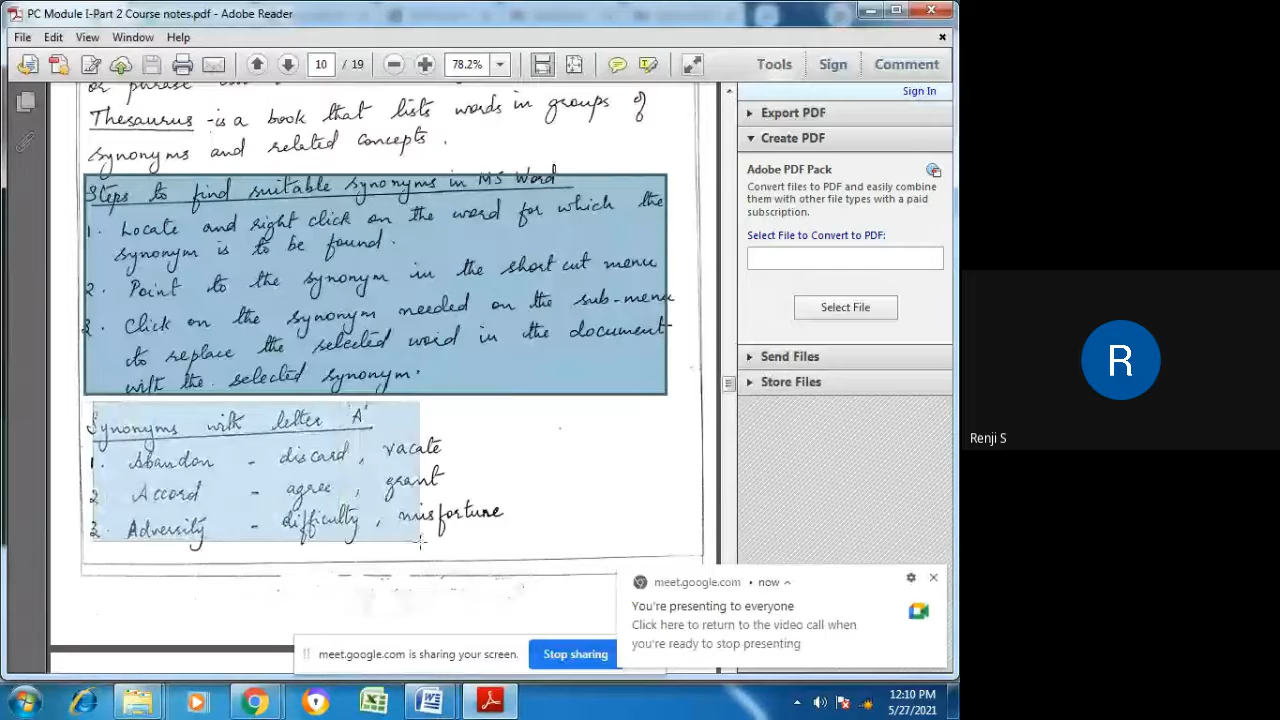 PC Module I-Part 2 Course notes.pdf - Adobe Reader
File Edit View Window Help
10 / 19 78.2% Tools Sign Comment
or phrase
Thesaurus - is a book that lists words in groups of
synonyms and related concepts.
Steps to find suitable synonyms in MS Word
1. Locate and right click on the word for which the
synonym is to be found.
2. Point to the synonym in the short cut menu
3. Click on the synonym needed on the sub-menu
to replace the selected word in the document
with the selected synonym.
Synonyms with letter 'A'
1. Abandon - discard, vacate
2 Accord - agree, grant
3. Adversity - difficulty, misfortune
Sign In
Export PDF
Create PDF
Adobe PDF Pack
Convert files to PDF and easily combine
them with other file types with a paid
subscription.
Select File to Convert to PDF:
Select File
Send Files
Store Files
R
Renji S
meet.google.com • now
You're presenting to everyone
Click here to return to the video call when
you're ready to stop presenting
meet.google.com is sharing your screen. Stop sharing
12:10 PM
5/27/2021